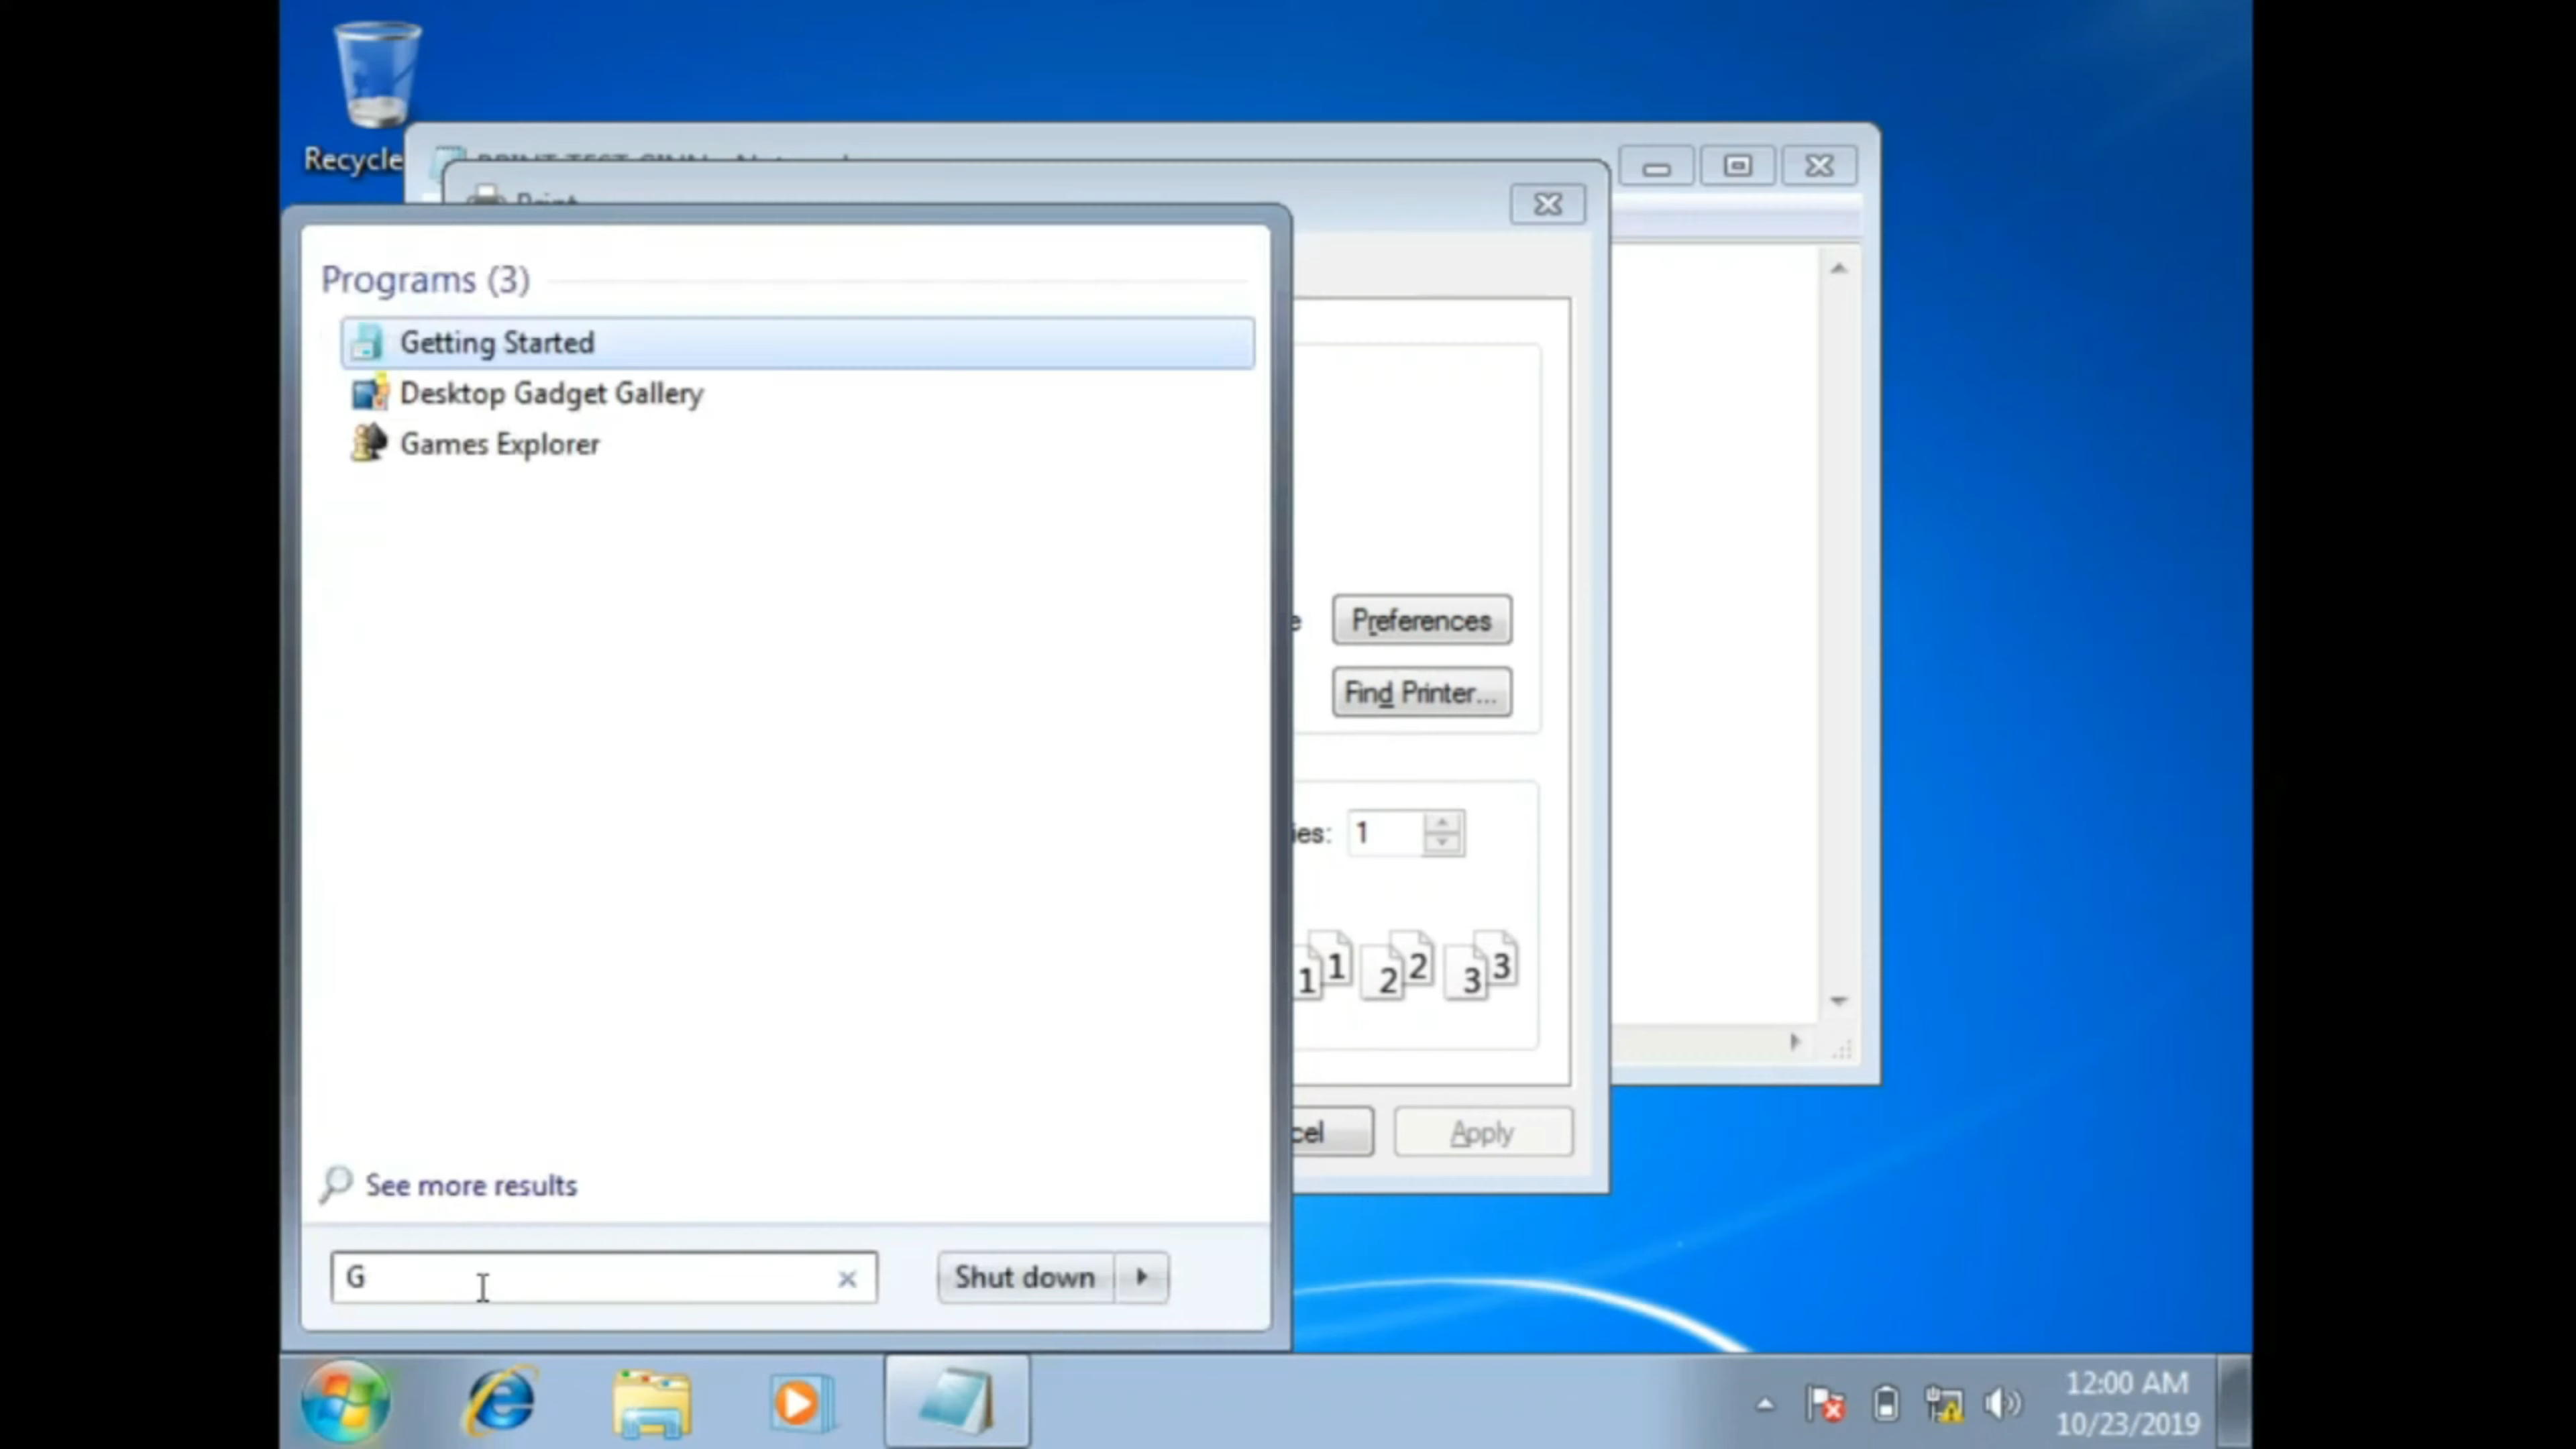 Recycle
Print
Programs (3)
Getting Started
Desktop Gadget Gallery
Games Explorer
e
Preferences
Find Printer...
ies: 1
1 1 2 2 3 3
cel
Apply
See more results
G
Shut down
12:00 AM
10/23/2019